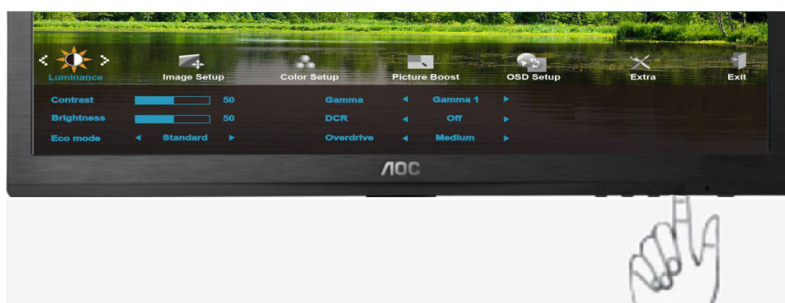 Luminance Image Setup Color Setup Picture Boost OSD Setup Extra Exit
Contrast 50 Gamma Gamma 1
Brightness 50 DCR Off
Eco mode Standard Overdrive Medium
AOC